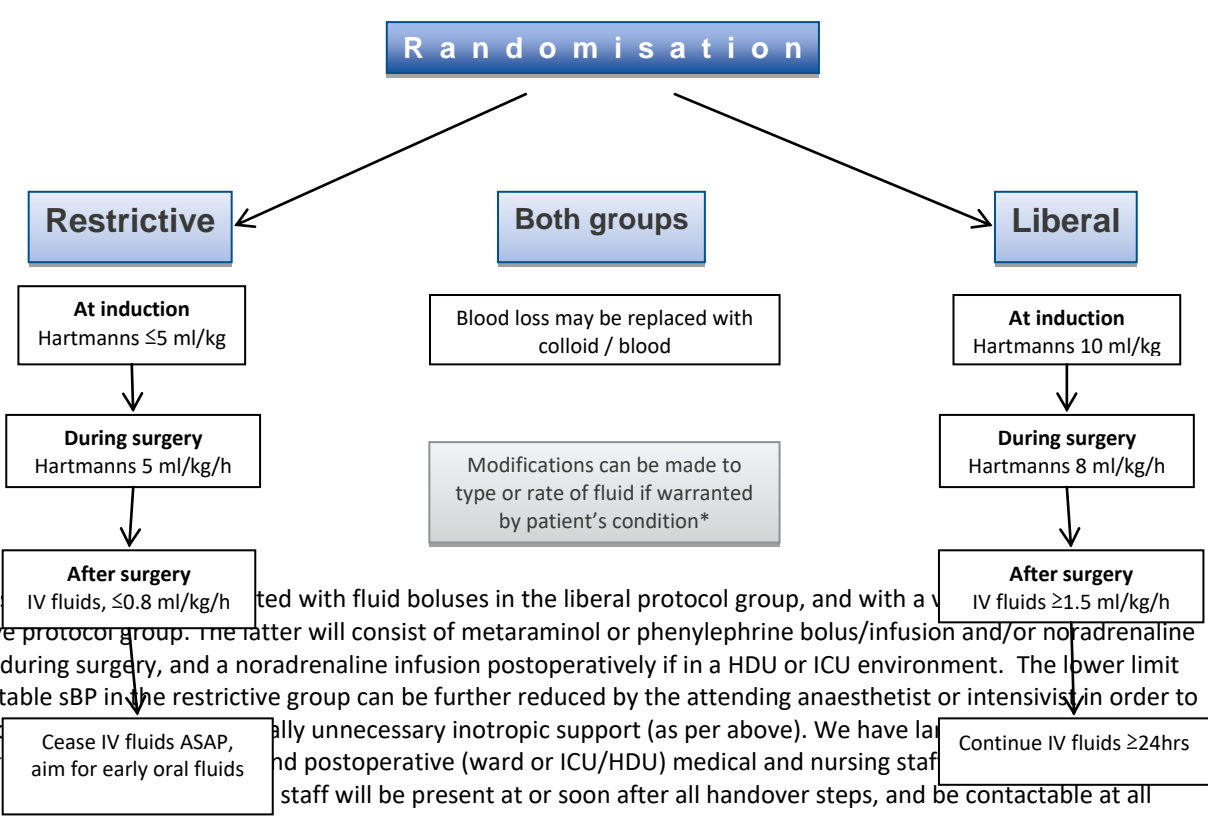 Randomisation
Restrictive
Both groups
Liberal
At induction
Hartmanns ≤5 ml/kg
Blood loss may be replaced with
colloid / blood
At induction
Hartmanns 10 ml/kg
During surgery
Hartmanns 5 ml/kg/h
Modifications can be made to
type or rate of fluid if warranted
by patient's condition*
During surgery
Hartmanns 8 ml/kg/h
After surgery
IV fluids, ≤0.8 ml/kg/h
After surgery
IV fluids ≥1.5 ml/kg/h
with fluid boluses in the liberal protocol group, and with a
protocol group. The latter will consist of metaraminol or phenylephrine bolus/infusion and/or noradrenaline
during surgery, and a noradrenaline infusion postoperatively if in a HDU or ICU environment. The lower limit
sBP in the restrictive group can be further reduced by the attending anaesthetist or intensivist in order to
unnecessary inotropic support (as per above). We have
postoperative (ward or ICU/HDU) medical and nursing
staff will be present at or soon after all handover steps, and be contactable at all
Cease IV fluids ASAP,
aim for early oral fluids
Continue IV fluids ≥24hrs